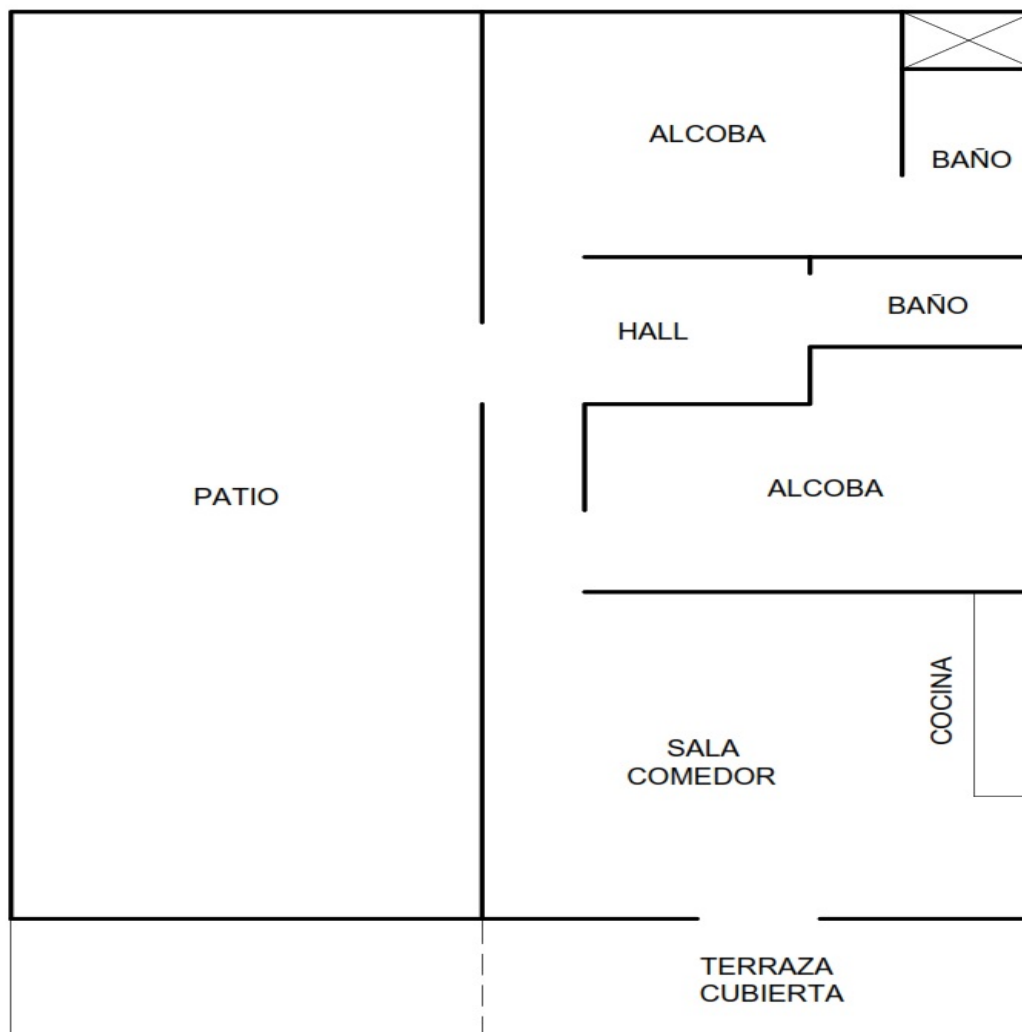 ALCOBA
BAÑO
BAÑO
HALL
ALCOBA
PATIO
COCINA
SALA
COMEDOR
TERRAZA
CUBIERTA